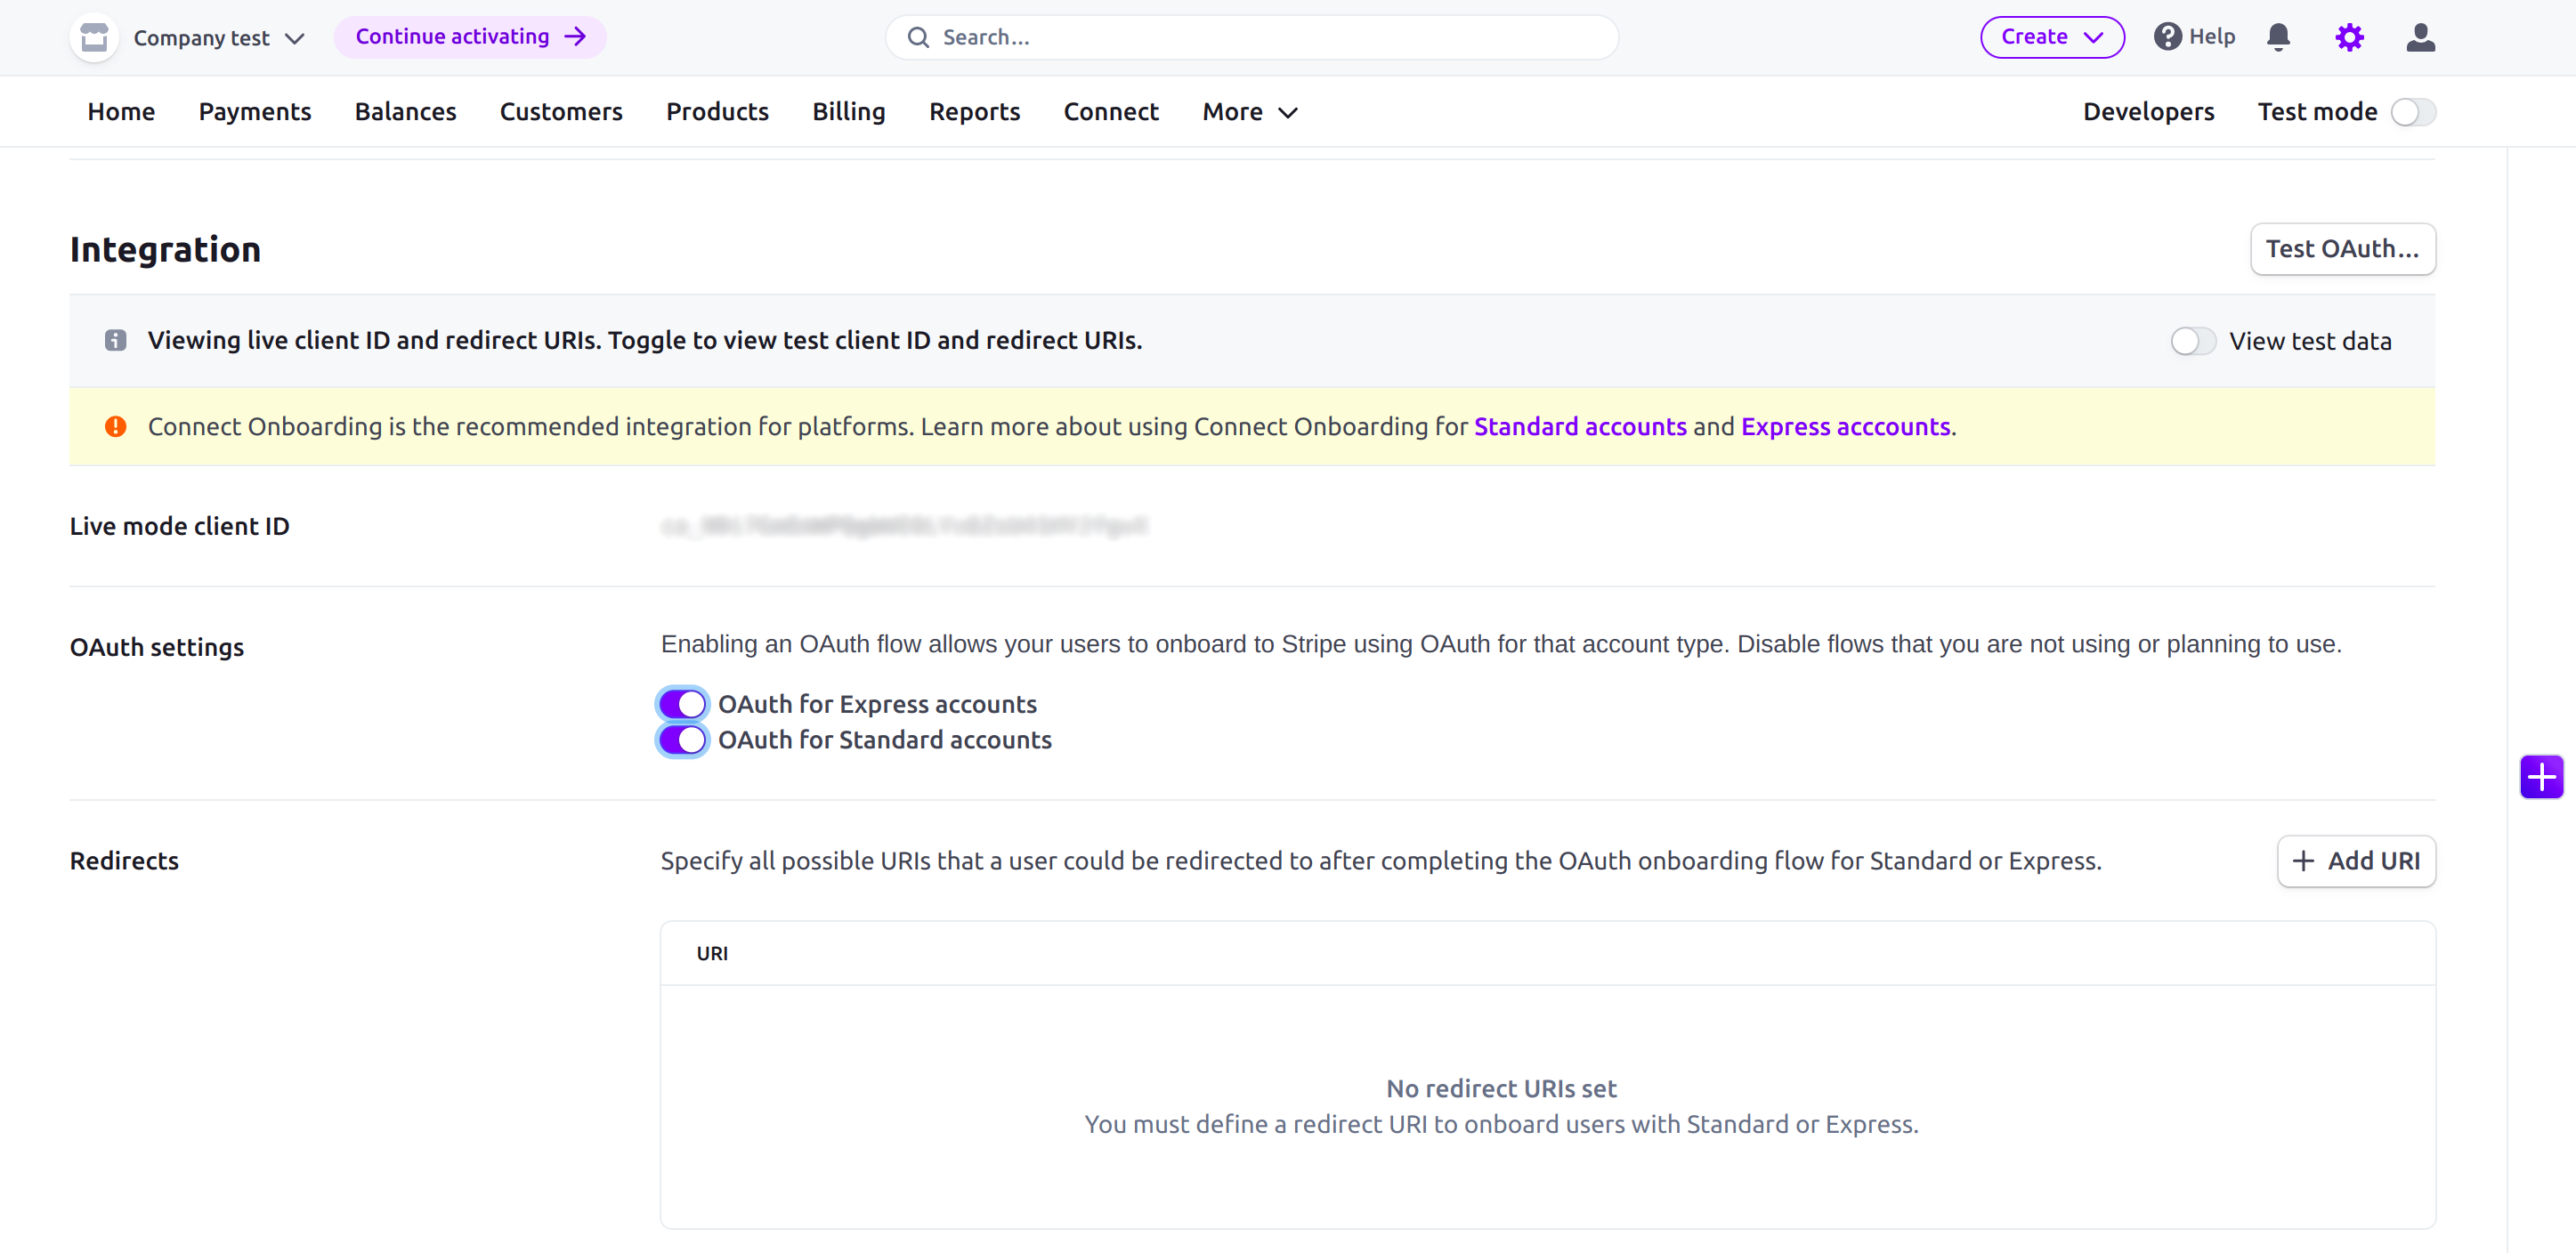 Company test
Continue activating
Search...
Create
Help
Home Payments Balances Customers Products Billing Reports Connect More
Developers Test mode
Integration
Test OAuth...
Viewing live client ID and redirect URIs. Toggle to view test client ID and redirect URIs.
View test data
Connect Onboarding is the recommended integration for platforms. Learn more about using Connect Onboarding for Standard accounts and Express acccounts.
Live mode client ID
OAuth settings
Enabling an OAuth flow allows your users to onboard to Stripe using OAuth for that account type. Disable flows that you are not using or planning to use.
OAuth for Express accounts
OAuth for Standard accounts
Redirects
Specify all possible URIs that a user could be redirected to after completing the OAuth onboarding flow for Standard or Express.
Add URI
URI
No redirect URIs set
You must define a redirect URI to onboard users with Standard or Express.